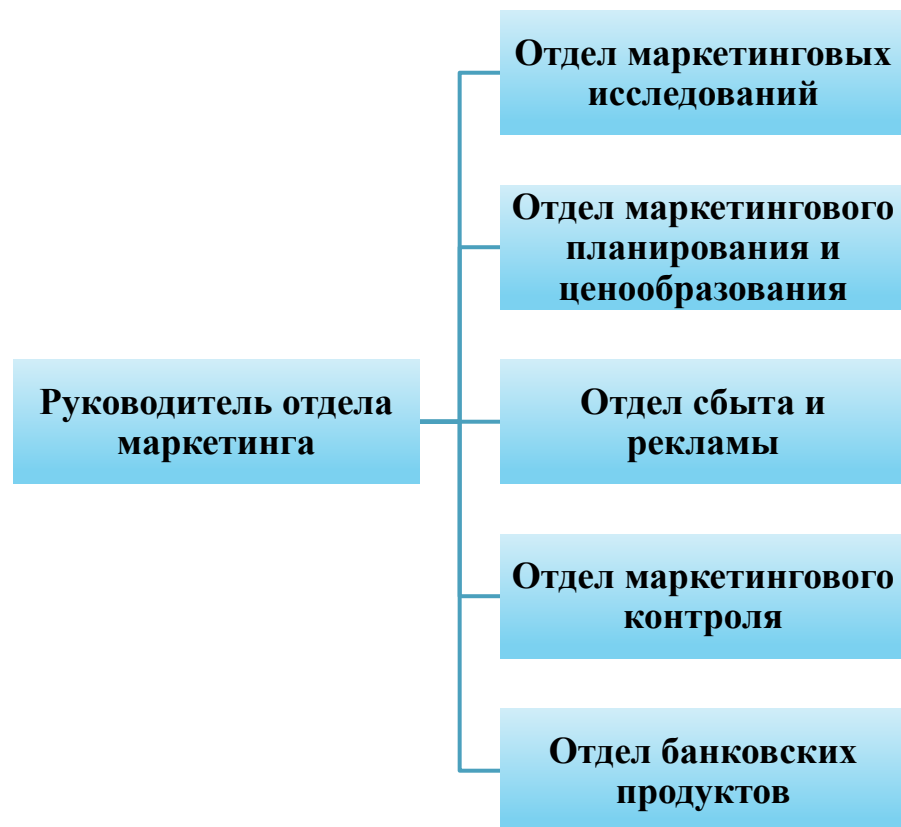 Отдел маркетинговых
исследований
Отдел маркетингового
планирования и
ценообразования
Руководитель отдела
маркетинга
Отдел сбыта и
рекламы
Отдел маркетингового
контроля
Отдел банковских
продуктов